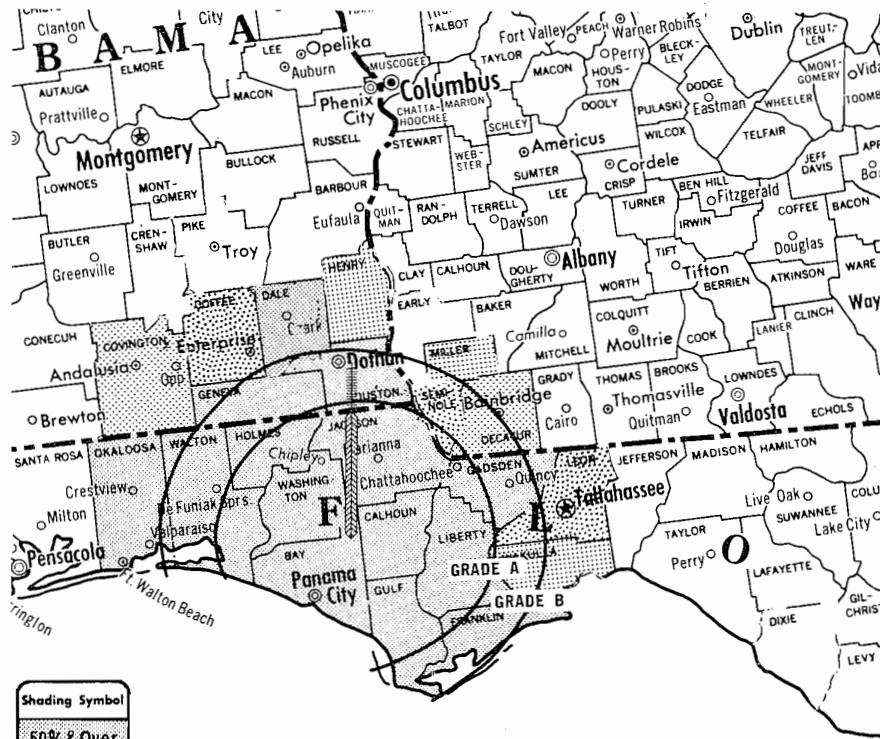 Clanton
City
LEE
Opelika
Auburn
TALBOT
Fort Valley
PEACH
Warner Robins
Perry
Dublin
TREUT-
LEN
BAMA
ELMORE
MUSCOGEE
TAYLOR
BLECK-
LEY
AUTAUGA
Prattville
MACON
Phenix
City
Columbus
CHATTA-
HOOCHEE
MARION
MACON
HOUS-
TON
DODGE
Eastman
MONT-
GOMERY
WHEELER
TOOMB
Vida
Montgomery
RUSSELL
STEWART
SCHLEY
DOOLY
PULASKI
TELFAIR
LOWNOES
MONT-
GOMERY
BULLOCK
WEB-
STER
Americus
SUMTER
WILCOX
Cordele
CRISP
JEFF
DAVIS
APP
BARBOUR
Eufaula
QUIT-
MAN
RAN-
DOLPH
TERRELL
Dawson
LEE
TURNER
BEN HILL
Fitzgerald
COFFEE
BACON
BUTLER
Greenville
CREN-
SHAW
PIKE
Troy
IRWIN
Douglas
HENRY
CLAY
CALHOUN
DOU-
GHERTY
Albany
WORTH
TIFT
Tifton
BERRIEN
ATKINSON
WARE
Way
COFFEE
DALE
Ozark
EARLY
BAKER
Camilla
MITCHELL
COLQUITT
Moultrie
COOK
LANIER
CLINCH
CONECUH
COVINGTON
Andalusia
Opp
Enterprise
Dothan
MILLER
GENEVA
HOUSTON
SEMI-
NOLE
Bainbridge
DECATUR
GRADY
Cairo
THOMAS
Thomasville
BROOKS
Quitman
LOWNDES
Valdosta
ECHOLS
Brewton
SANTA ROSA
OKALOOSA
WALTON
HOLMES
JACKSON
Chipley
Marianna
Chattahoochee
GADSDEN
Quincy
LEON
Tallahassee
JEFFERSON
MADISON
HAMILTON
Crestview
Milton
De Funiak Sprs.
Valparaiso
WASHING-
TON
F
CALHOUN
LIBERTY
L
WAKULLA
Live Oak
SUWANNEE
COLU
Lake City
TAYLOR
Perry
O
LAFAYETTE
Pensacola
Ft. Walton Beach
BAY
Panama
City
GULF
GRADE A
GRADE B
FRANKLIN
DIXIE
GIL-
CHRIST
LEVY
rrington
Shading Symbol
50% & Over